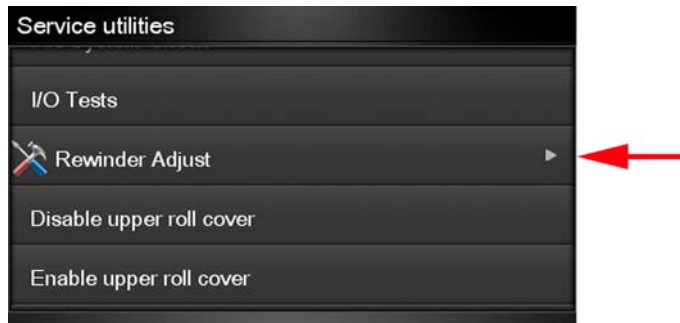 Service utilities
I/O Tests
Rewinder Adjust
Disable upper roll cover
Enable upper roll cover